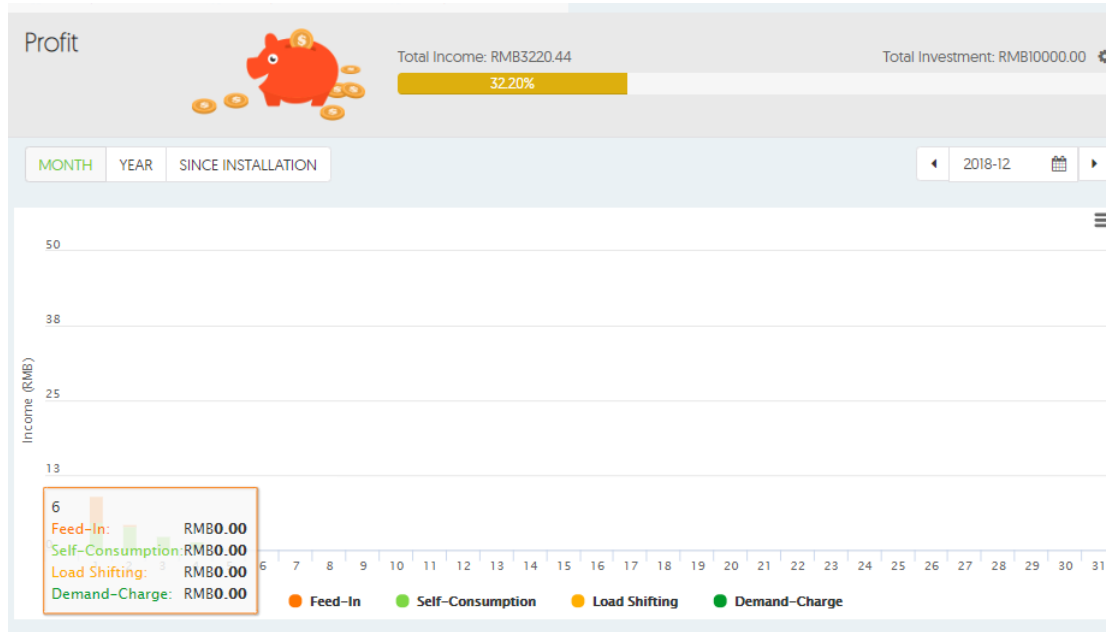 Profit
Total Income: RMB3220.44
Total Investment: RMB10000.00
32.20%
MONTH YEAR SINCE INSTALLATION
2018-12
50
38
Income (RMB)
25
13
6
Feed-In: RMB0.00
Self-Consumption: RMB0.00
Load Shifting: RMB0.00
Demand-Charge: RMB0.00
3 6 7 8 9 10 11 12 13 14 15 16 17 18 19 20 21 22 23 24 25 26 27 28 29 30 31
Feed-In Self-Consumption Load Shifting Demand-Charge